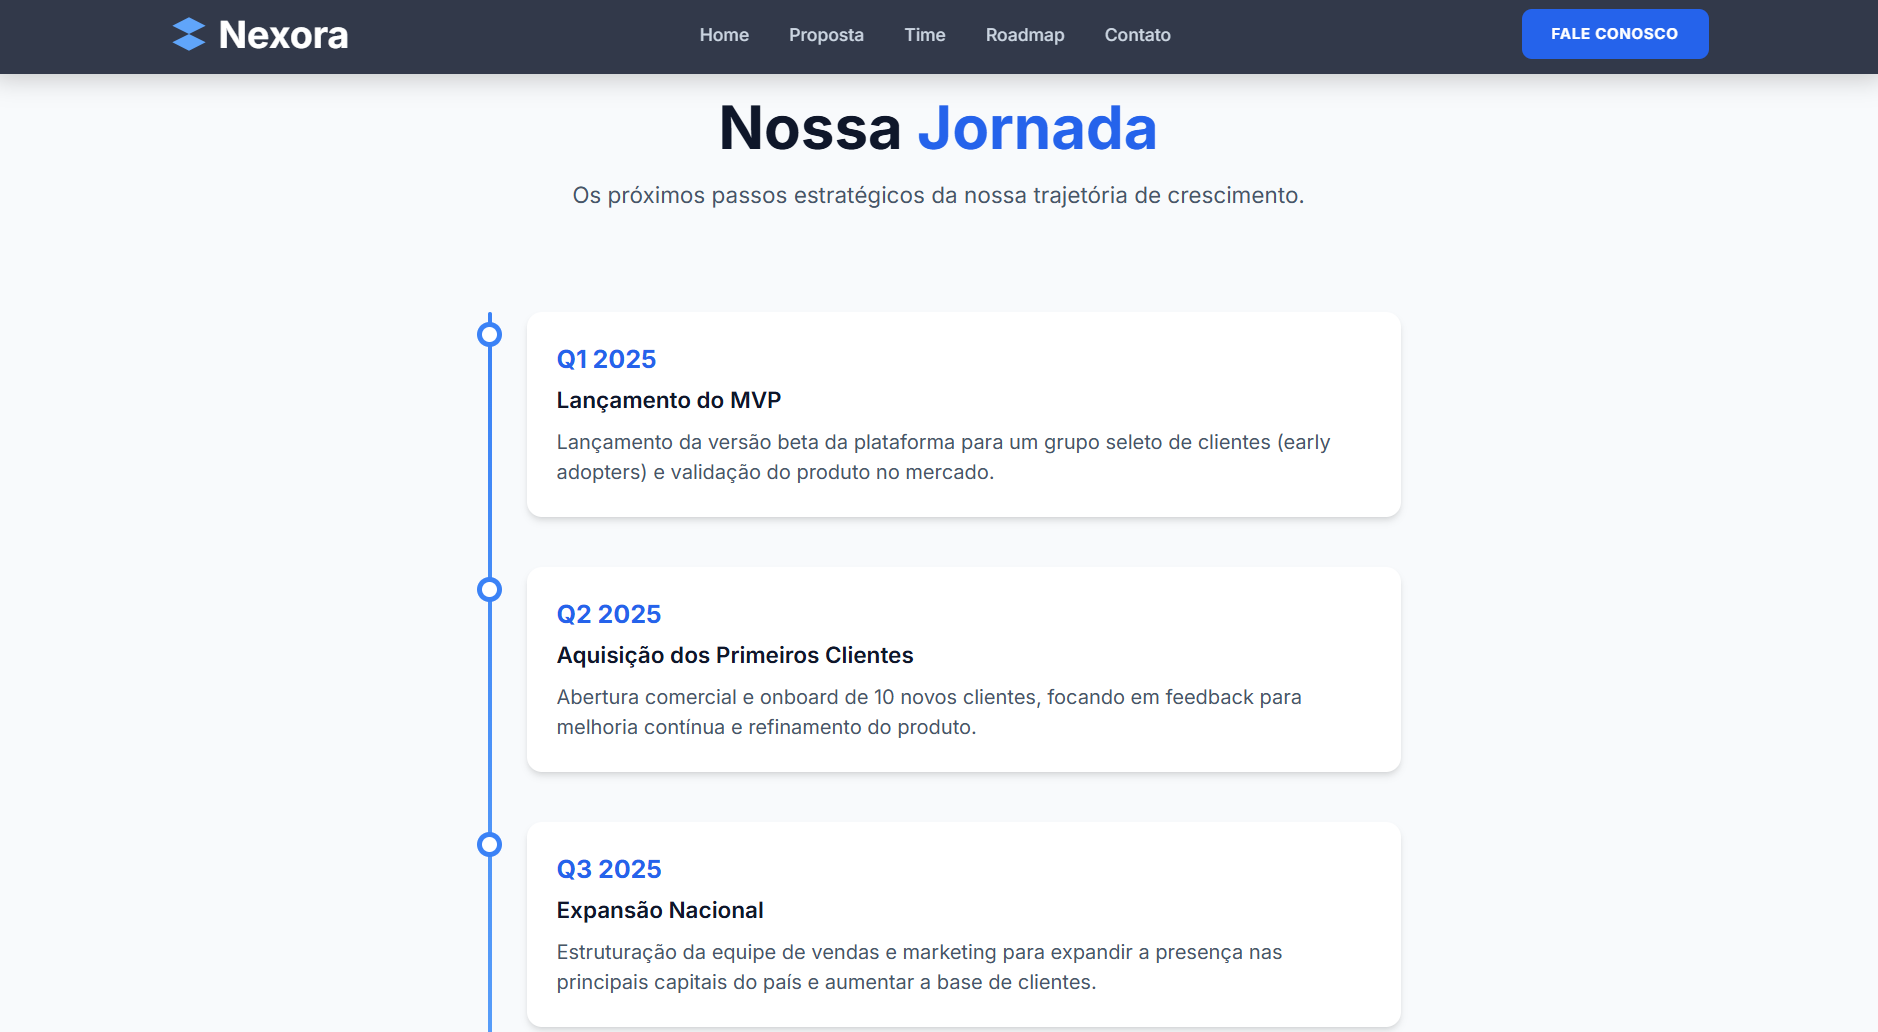 Nexora
Home
Proposta
Time
Roadmap
Contato
FALE CONOSCO
Nossa Jornada
Os próximos passos estratégicos da nossa trajetória de crescimento.
Q1 2025
Lançamento do MVP
Lançamento da versão beta da plataforma para um grupo seleto de clientes (early
adopters) e validação do produto no mercado.
Q2 2025
Aquisição dos Primeiros Clientes
Abertura comercial e onboard de 10 novos clientes, focando em feedback para
melhoria contínua e refinamento do produto.
Q3 2025
Expansão Nacional
Estruturação da equipe de vendas e marketing para expandir a presença nas
principais capitais do país e aumentar a base de clientes.